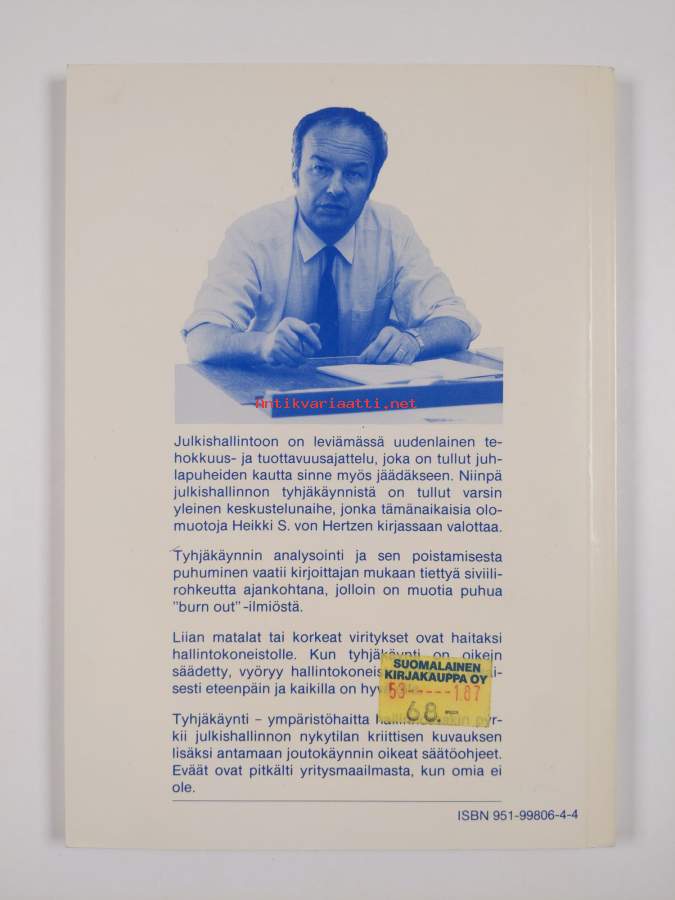 Antikvariaatti.net
Julkishallintoon on leviämässä uudenlainen te-
hokkuus- ja tuottavuusajattelu, joka on tullut juh-
lapuheiden kautta sinne myös jäädäkseen. Niinpä
julkishallinnon tyhjäkäynnistä on tullut varsin
yleinen keskustelunaihe, jonka tämänaikaisia olo-
muotoja Heikki S. von Hertzen kirjassaan valottaa.
Tyhjäkäynnin analysointi ja sen poistamisesta
puhuminen vaatii kirjoittajan mukaan tiettyä siviili-
rohkeutta ajankohtana, jolloin on muotia puhua
”burn out”-ilmiöstä.
Liian matalat tai korkeat viritykset ovat haitaksi
hallintokoneistolle. Kun tyhjäkäynti on oikein
säädetty, vyöryy
sesti eteenpäin ja kaikilla on
SUOMALAINEN
KIRJAKAUPPA OY
53-----1.87
68.
Tyhjäkäynti – ympäristöhaitta
kii julkishallinnon nykytilan kriittisen kuvauksen
lisäksi antamaan joutokäynnin oikeat säätöohjeet.
Eväät ovat pitkälti yritysmaailmasta, kun omia ei
ole.
ISBN 951-99806-4-4